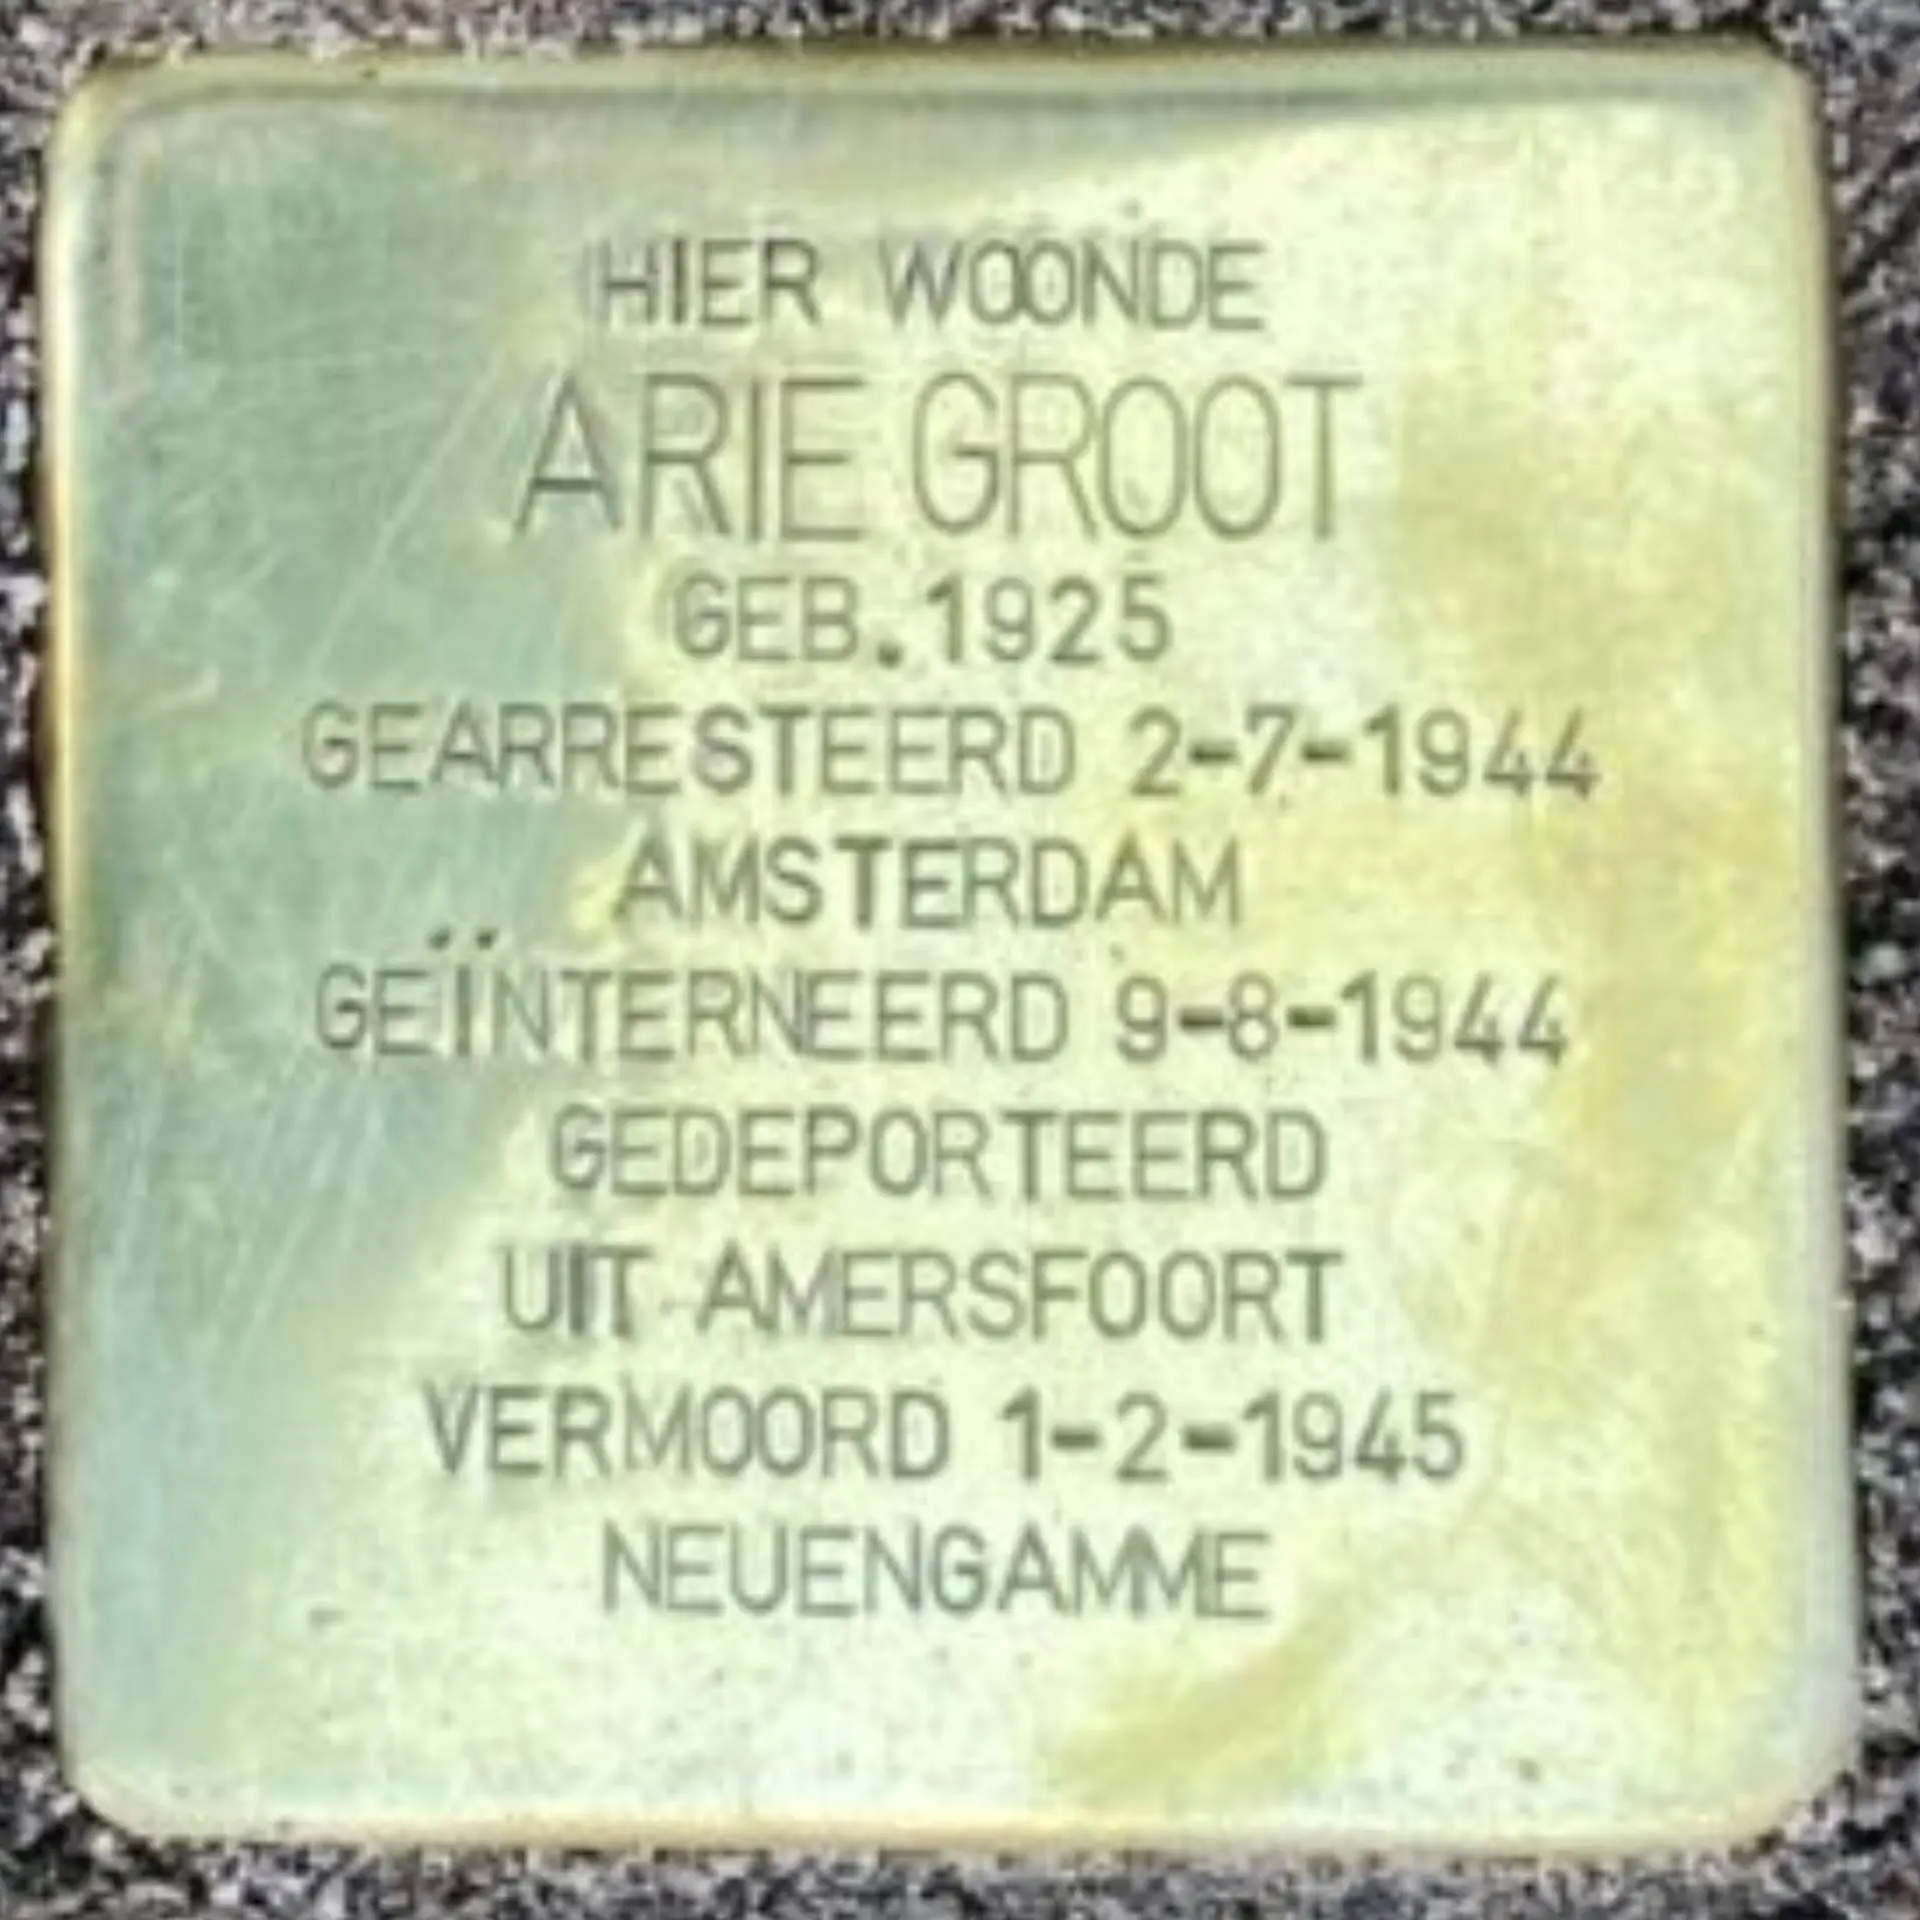 HIER WOONDE
ARIE GROOT
GEB.1925
GEARRESTEERD 2-7-1944
AMSTERDAM
GEÏNTERNEERD 9-8-1944
GEDEPORTEERD
UIT AMERSFOORT
VERMOORD 1-2-1945
NEUENGAMME